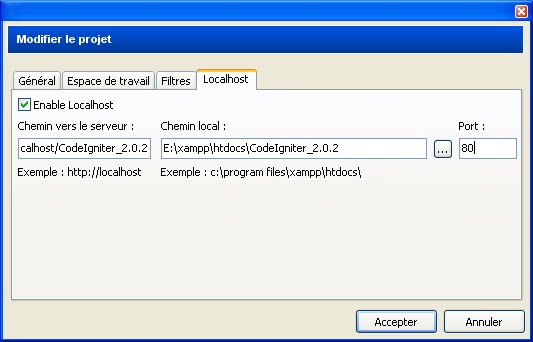 Modifier le projet
Général Espace de travail Filtres Localhost
Enable Localhost
Chemin vers le serveur : Chemin local : Port :
calhost/CodeIgniter_2.0.2 E:\xampp\htdocs\CodeIgniter_2.0.2 ... 80
Exemple : http://localhost Exemple : c:\program files\xampp\htdocs\
Accepter Annuler